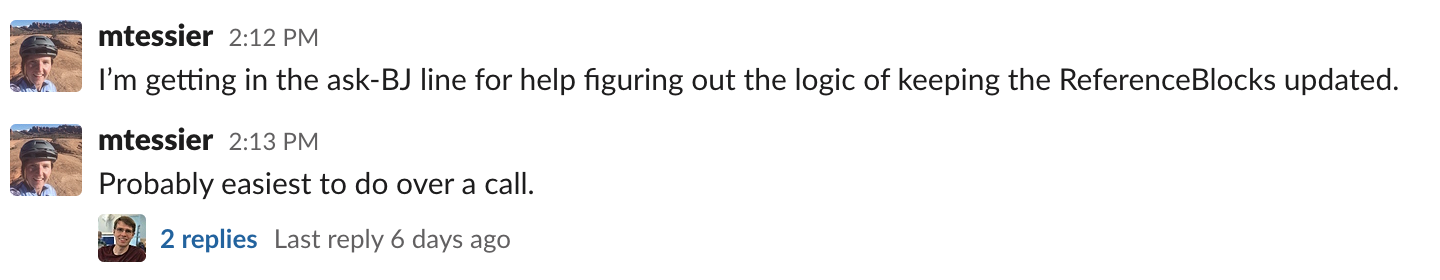 mtessier 2:12 PM
I'm getting in the ask-BJ line for help figuring out the logic of keeping the ReferenceBlocks updated.
mtessier 2:13 PM
Probably easiest to do over a call.
2 replies Last reply 6 days ago